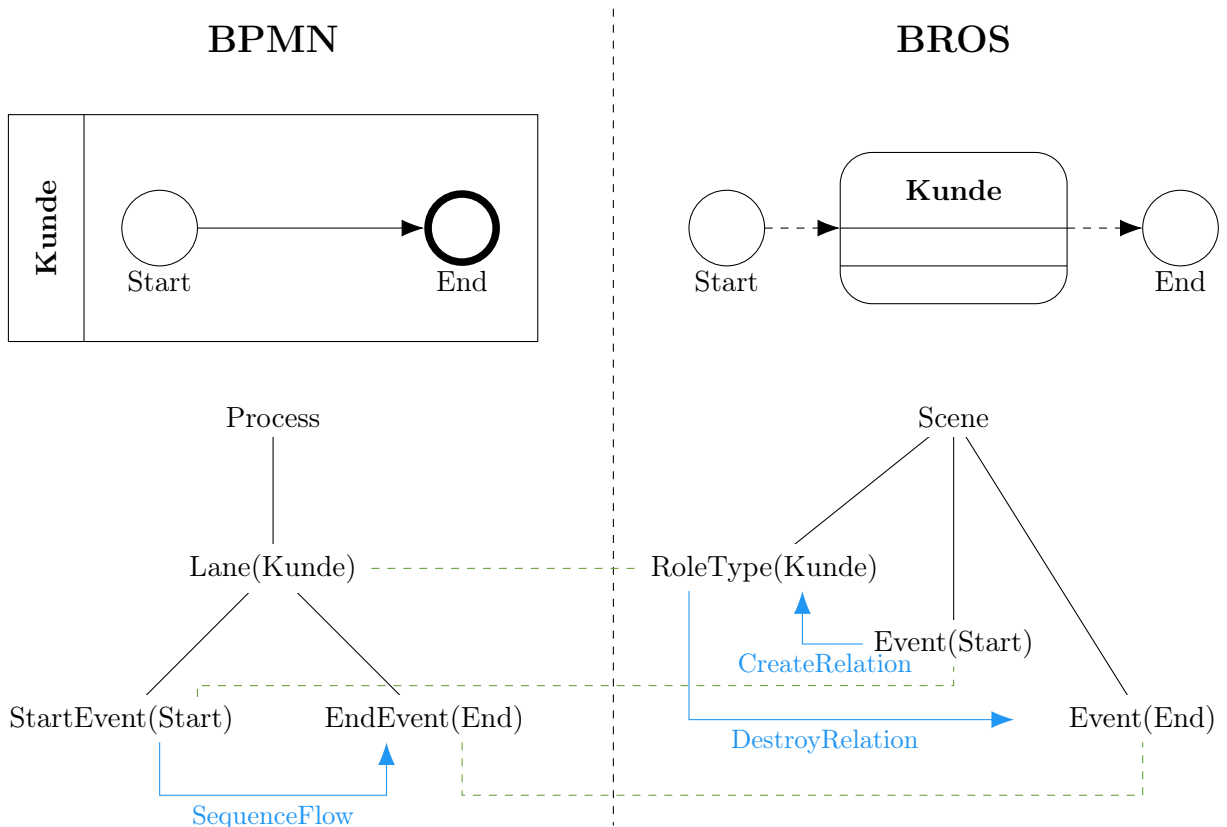 BPMN
BROS
Kunde
Start
End
Kunde
Start
End
Process
Lane(Kunde)
StartEvent(Start)
EndEvent(End)
SequenceFlow
Scene
RoleType(Kunde)
Event(Start)
CreateRelation
Event(End)
DestroyRelation